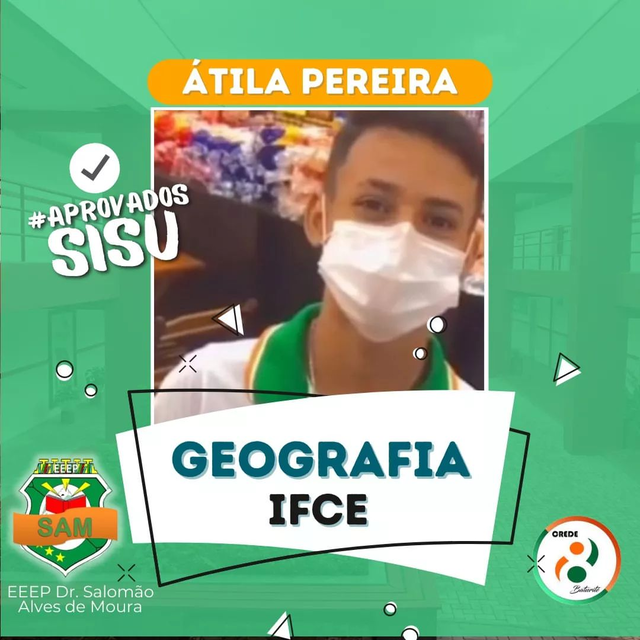 ÁTILA PEREIRA
#APROVADOS
SISU
GEOGRAFIA
IFCE
EEEP
SAM
EEEP Dr. Salomão
Alves de Moura
CREDE
8
Baturité